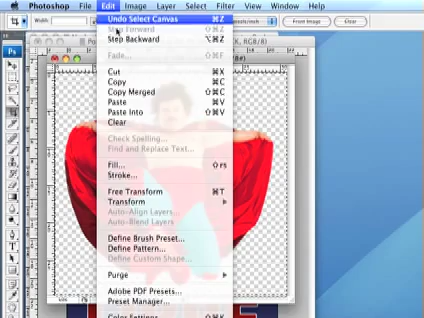 Photoshop File Edit Image Layer Select Filter View Window Help
Width: Front Image Clear
Undo Select Canvas ⌘Z
Step Forward ⇧⌘Z
Step Backward ⌥⌘Z
Fade... ⇧⌘F
Cut ⌘X
Copy ⌘C
Copy Merged ⇧⌘C
Paste ⌘V
Paste Into ⇧⌘V
Clear
Check Spelling...
Find and Replace Text...
Fill...
Stroke...
Free Transform ⌘T
Transform
Auto-Align Layers...
Auto-Blend Layers
Define Brush Preset...
Define Pattern...
Define Custom Shape...
Purge
Adobe PDF Presets...
Preset Manager...
Color Settings... ⇧⌘K
Ps